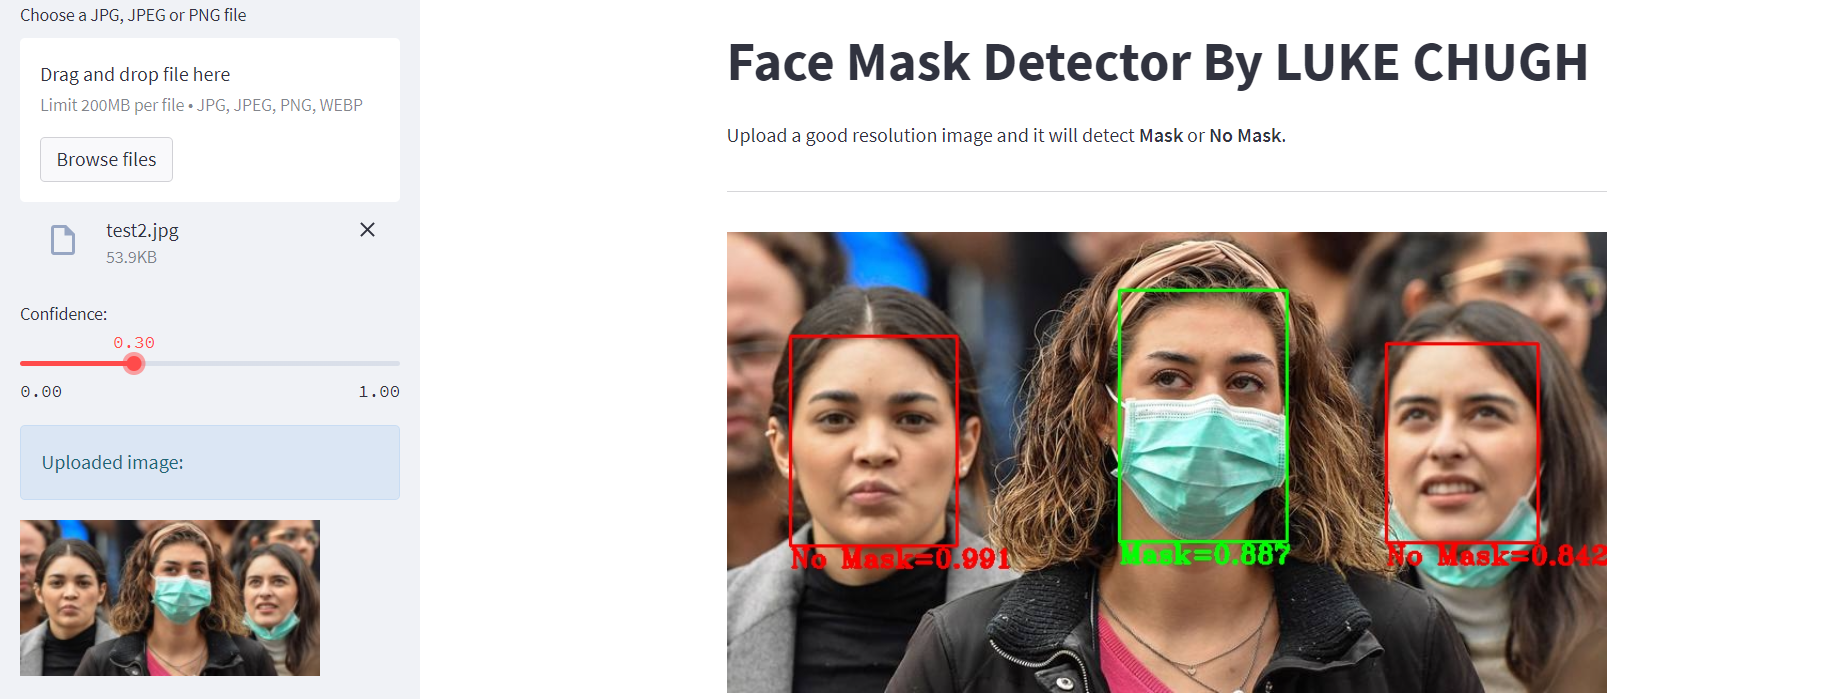 Choose a JPG, JPEG or PNG file
Drag and drop file here
Limit 200MB per file • JPG, JPEG, PNG, WEBP
Browse files
test2.jpg
53.9KB
Confidence:
0.30
0.00 1.00
Uploaded image:
Face Mask Detector By LUKE CHUGH
Upload a good resolution image and it will detect Mask or No Mask.
No Mask=0.991
Mask=0.887
No Mask=0.842